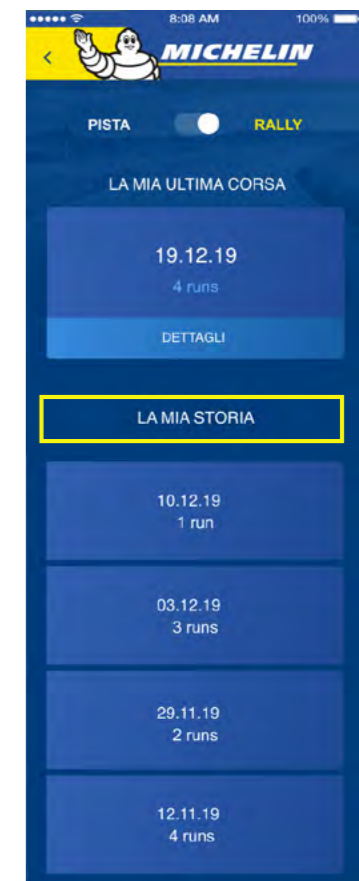 8:08 AM 100%
MICHELIN
PISTA RALLY
LA MIA ULTIMA CORSA
19.12.19
4 runs
DETTAGLI
LA MIA STORIA
10.12.19
1 run
03.12.19
3 runs
29.11.19
2 runs
12.11.19
4 runs